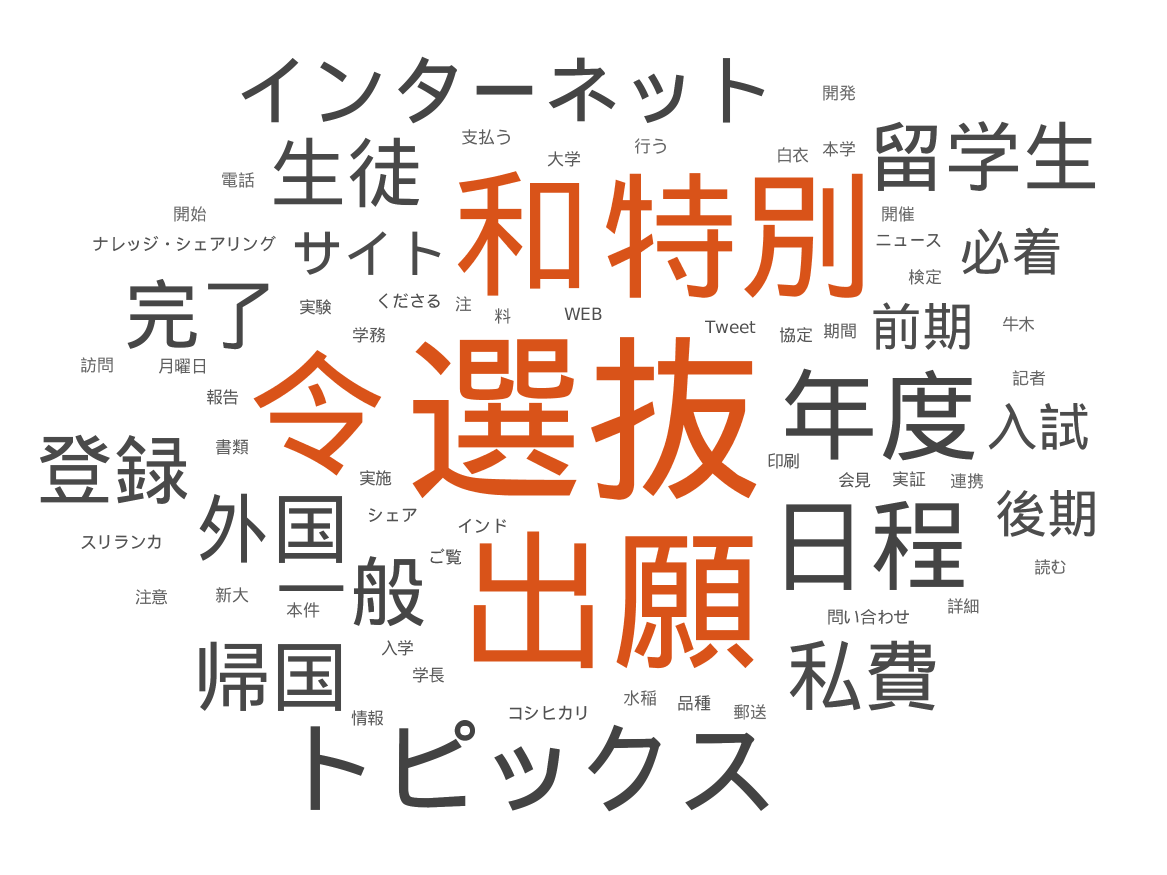 インターネット
開発
支払う
行う
大学
白衣
本学
留学生
生徒
電話
和
特別
開始
開催
ナレッジ・シェアリング
サイト
ニュース
必着
検定
完了
実験
くださる
注
料
WEB
Tweet
協定
期間
前期
牛木
学務
訪問
月曜日
報告
令
選抜
年度
記者
入試
登録
書類
印刷
実施
会見
実証
連携
外国
シェア
インド
日程
後期
スリランカ
ご覧
出願
読む
注意
新大
本件
一般
詳細
問い合わせ
帰国
入学
学長
私費
情報
コシヒカリ
水稲
品種
郵送
トピックス